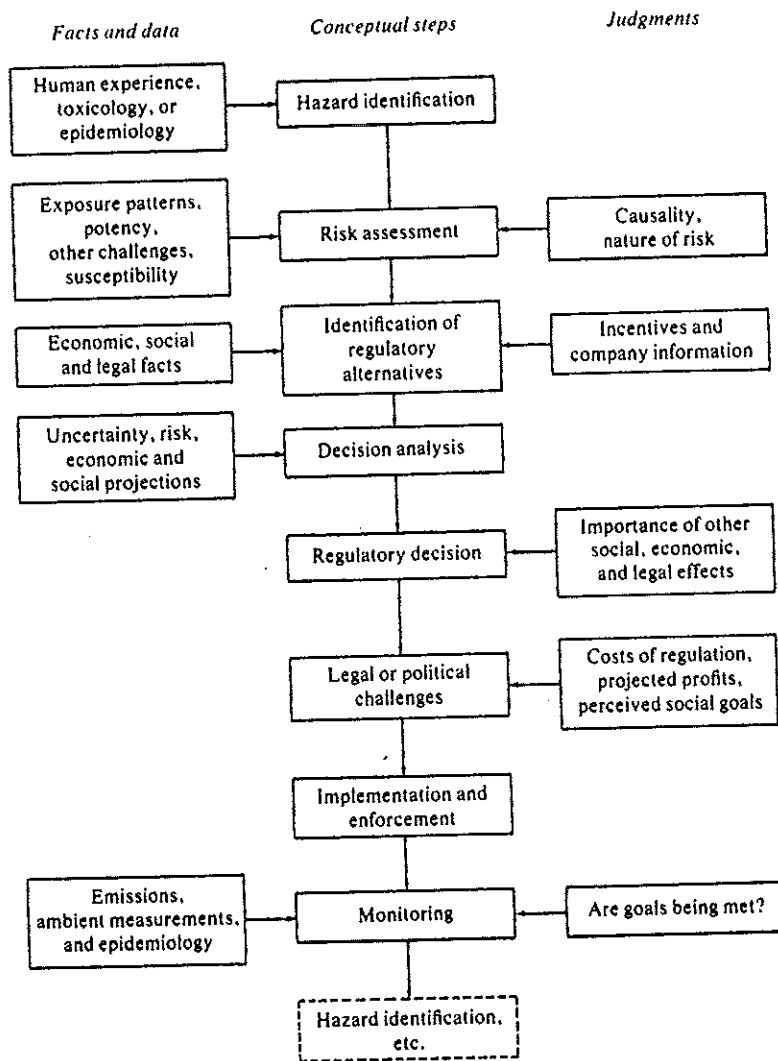 Facts and data
Conceptual steps
Judgments
Human experience,
toxicology, or
epidemiology
Hazard identification
Exposure patterns,
potency,
other challenges,
susceptibility
Risk assessment
Causality,
nature of risk
Economic, social
and legal facts
Identification of
regulatory
alternatives
Incentives and
company information
Uncertainty, risk,
economic and
social projections
Decision analysis
Regulatory decision
Importance of other
social, economic,
and legal effects
Legal or political
challenges
Costs of regulation,
projected profits,
perceived social goals
Implementation and
enforcement
Emissions,
ambient measurements,
and epidemiology
Monitoring
Are goals being met?
Hazard identification,
etc.